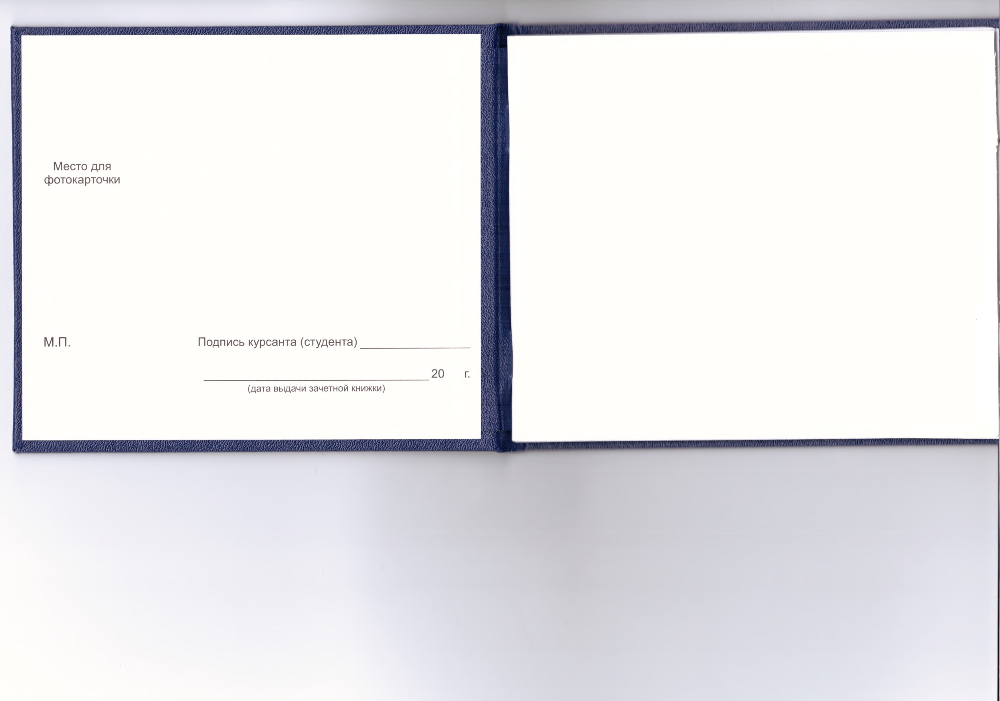 Место для
фотокарточки
М.П.
Подпись курсанта (студента)
20 г.
(дата выдачи зачетной книжки)